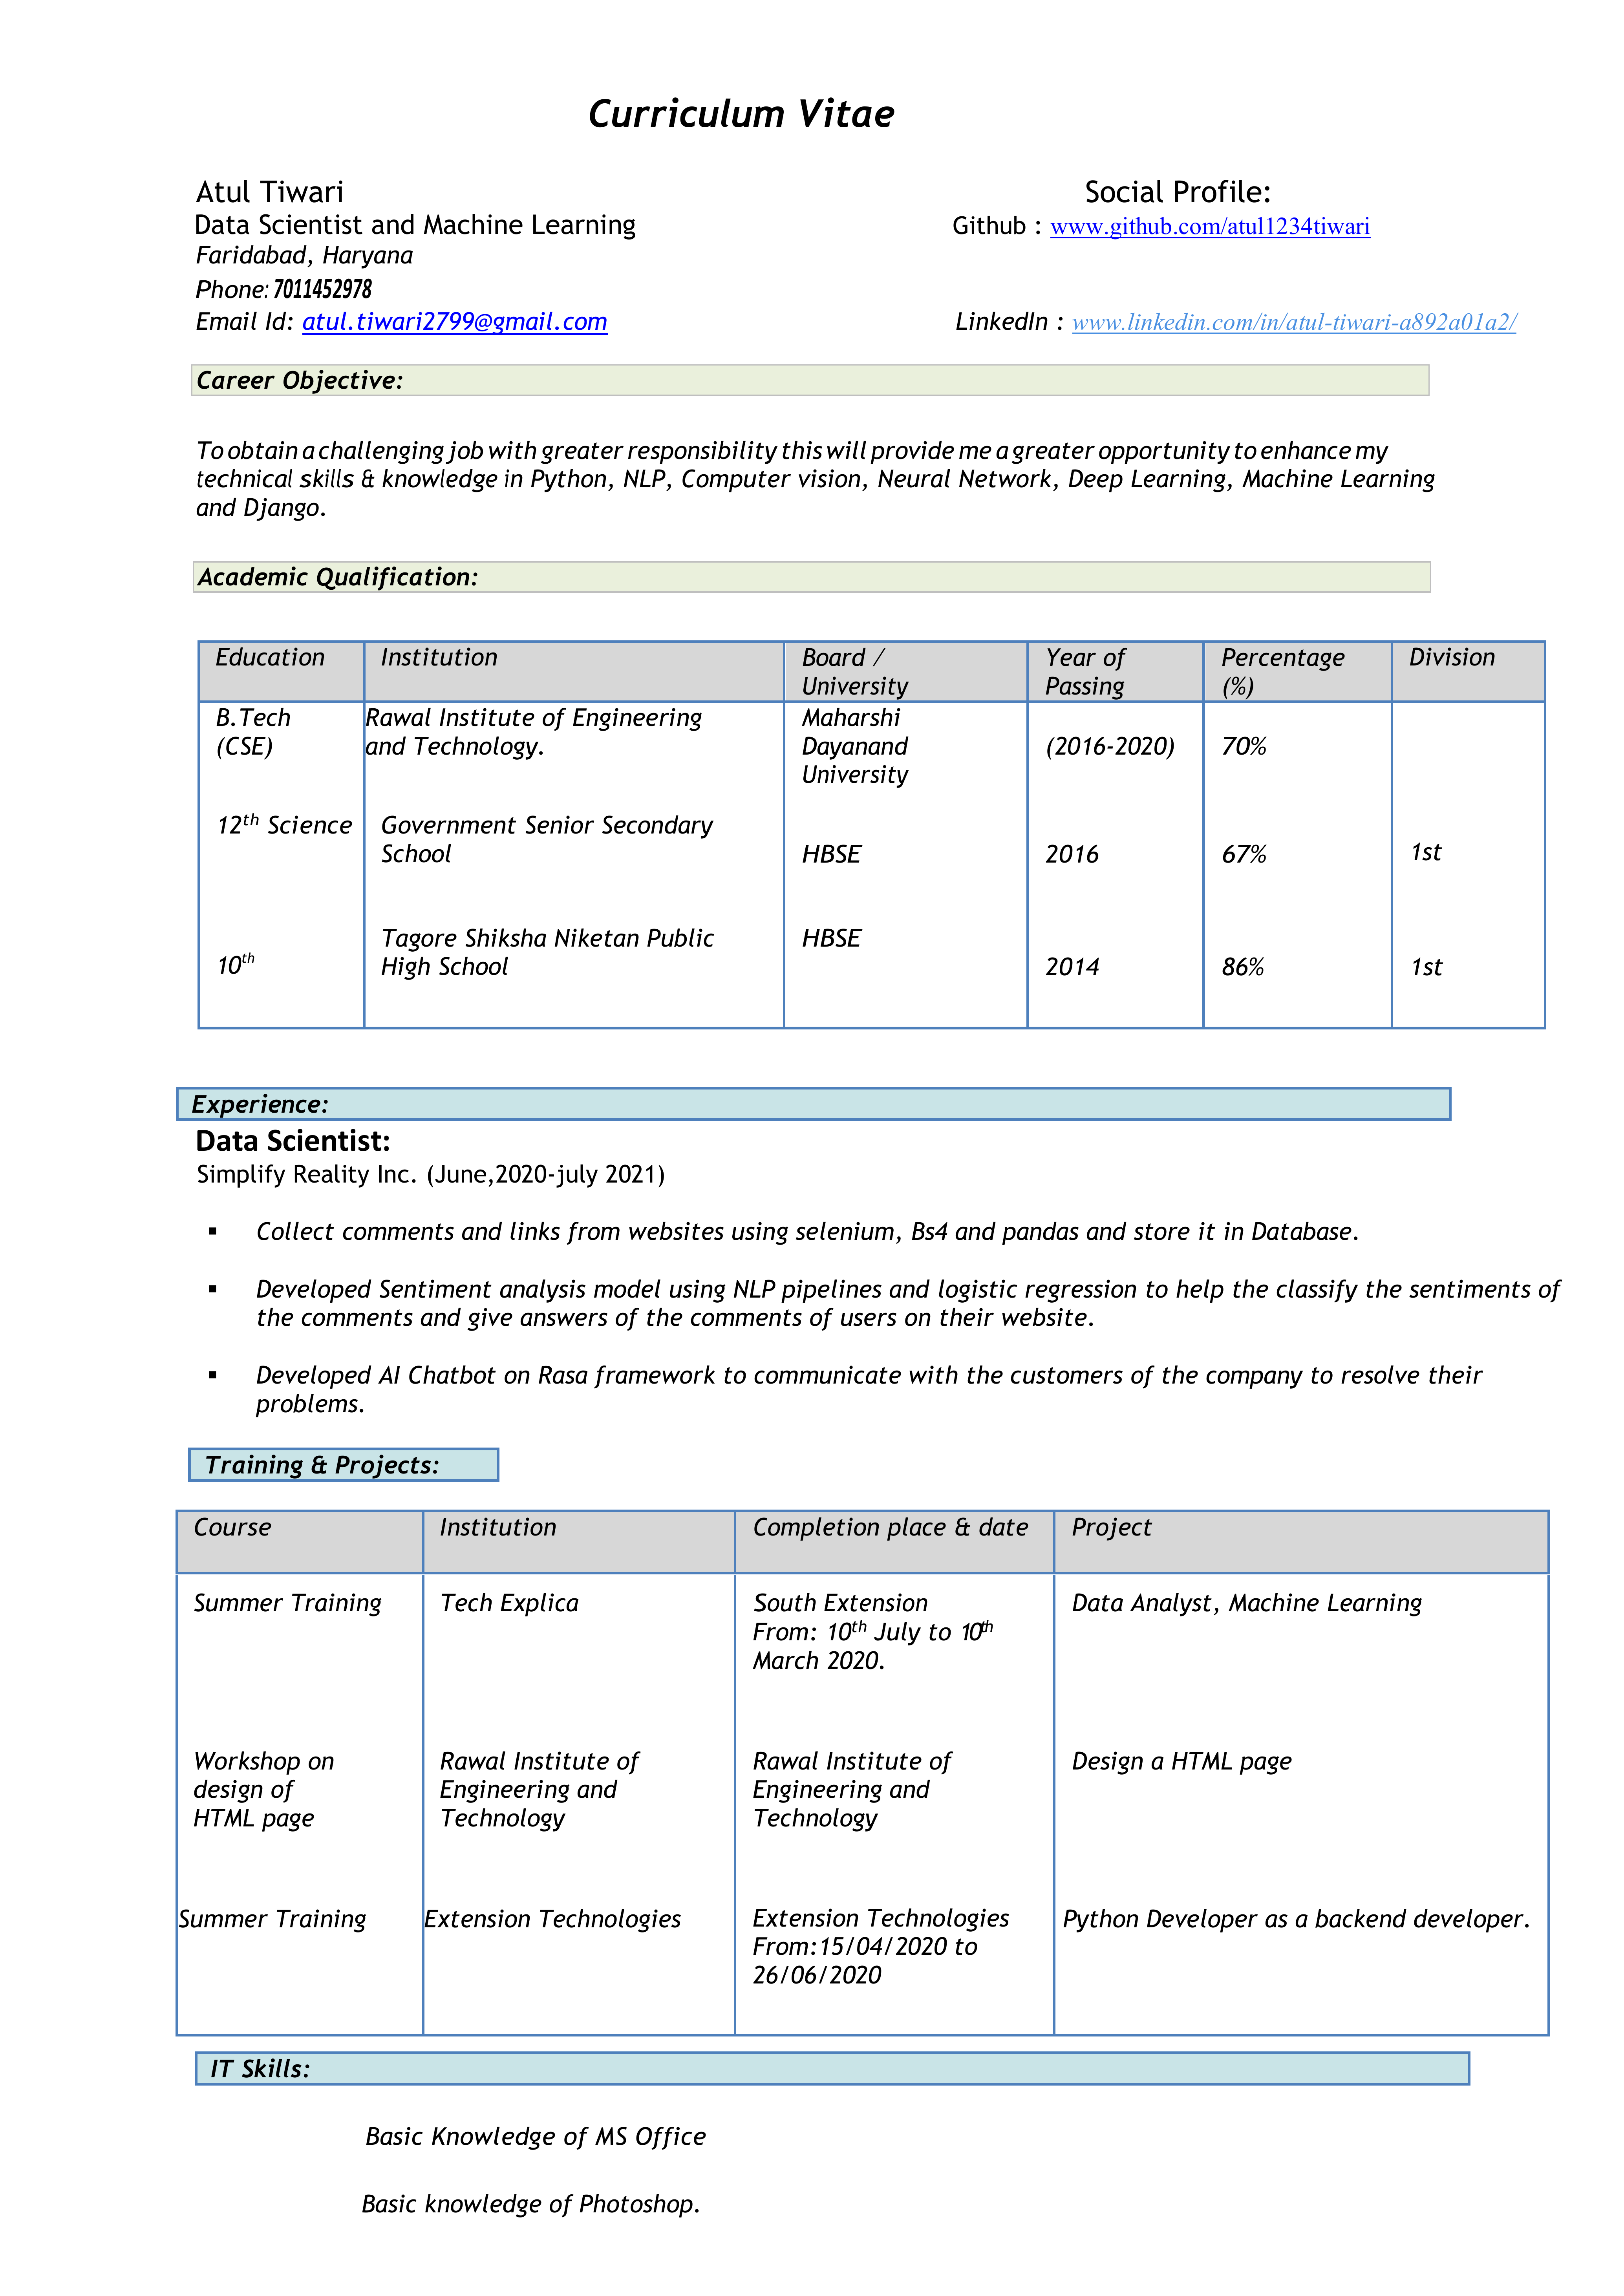 Curriculum Vitae
Atul Tiwari
Social Profile:
Data Scientist and Machine Learning
Github : www.github.com/atul1234tiwari
Faridabad, Haryana
Phone: 7011452978
Email Id: atul.tiwari2799@gmail.com
LinkedIn : www.linkedin.com/in/atul-tiwari-a892a01a2/
Career Objective:
To obtain a challenging job with greater responsibility this will provide me a greater opportunity to enhance my
technical skills & knowledge in Python, NLP, Computer vision, Neural Network, Deep Learning, Machine Learning
and Django.
Academic Qualification:
Education Institution Board / Year of Percentage Division
University Passing (%)
B.Tech Rawal Institute of Engineering Maharshi
(CSE) and Technology. Dayanand (2016-2020) 70%
University
12th Science Government Senior Secondary
School HBSE 2016 67% 1st
Tagore Shiksha Niketan Public HBSE
10th High School 2014 86% 1st
Experience:
Data Scientist:
Simplify Reality Inc. (June,2020-july 2021)
▪ Collect comments and links from websites using selenium, Bs4 and pandas and store it in Database.
▪ Developed Sentiment analysis model using NLP pipelines and logistic regression to help the classify the sentiments of
the comments and give answers of the comments of users on their website.
▪ Developed AI Chatbot on Rasa framework to communicate with the customers of the company to resolve their
problems.
Training & Projects:
Course Institution Completion place & date Project
Summer Training Tech Explica South Extension Data Analyst, Machine Learning
From: 10th July to 10th
March 2020.
Workshop on Rawal Institute of Rawal Institute of Design a HTML page
design of Engineering and Engineering and
HTML page Technology Technology
Summer Training Extension Technologies Extension Technologies Python Developer as a backend developer.
From:15/04/2020 to
26/06/2020
IT Skills:
Basic Knowledge of MS Office
Basic knowledge of Photoshop.